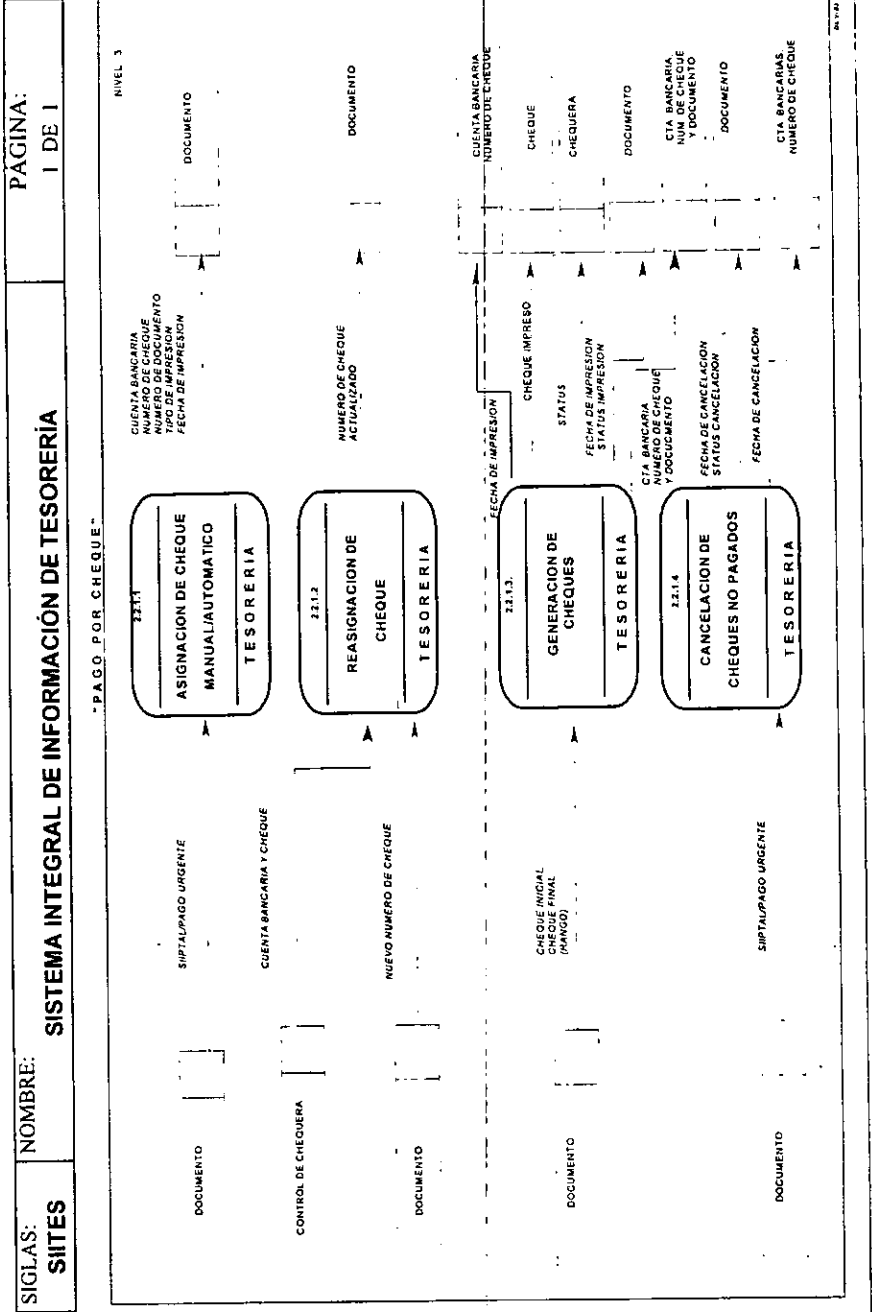 SIGLAS:
SIITES
NOMBRE:
SISTEMA INTEGRAL DE INFORMACIÓN DE TESORERÍA
PAGINA:
1 DE 1
"PAGO POR CHEQUE"
NIVEL 3
DOCUMENTO
SIIPTAL/PAGO URGENTE
2.2.1.1
ASIGNACION DE CHEQUE
MANUAL/AUTOMATICO
TESORERIA
CUENTA BANCARIA
NUMERO DE CHEQUE
NUMERO DE DOCUMENTO
TIPO DE IMPRESION
FECHA DE IMPRESION
DOCUMENTO
CONTROL DE CHEQUERA
CUENTA BANCARIA Y CHEQUE
DOCUMENTO
NUEVO NUMERO DE CHEQUE
2.2.1.2
REASIGNACION DE
CHEQUE
TESORERIA
NUMERO DE CHEQUE
ACTUALIZADO
DOCUMENTO
DOCUMENTO
CHEQUE INICIAL
CHEQUE FINAL
(RANGO)
2.2.1.3.
GENERACION DE
CHEQUES
TESORERIA
FECHA DE IMPRESION
CUENTA BANCARIA
NUMERO DE CHEQUE
CHEQUE IMPRESO
CHEQUE
STATUS
CHEQUERA
FECHA DE IMPRESION
STATUS IMPRESION
DOCUMENTO
DOCUMENTO
SIIPTAL/PAGO URGENTE
2.2.1.4
CANCELACION DE
CHEQUES NO PAGADOS
TESORERIA
CTA BANCARIA
NUMERO DE CHEQUE
Y DOCUCMENTO
CTA BANCARIA,
NUM DE CHEQUE
Y DOCUMENTO
FECHA DE CANCELACION
STATUS CANCELACION
DOCUMENTO
FECHA DE CANCELACION
CTA BANCARIAS,
NUMERO DE CHEQUE